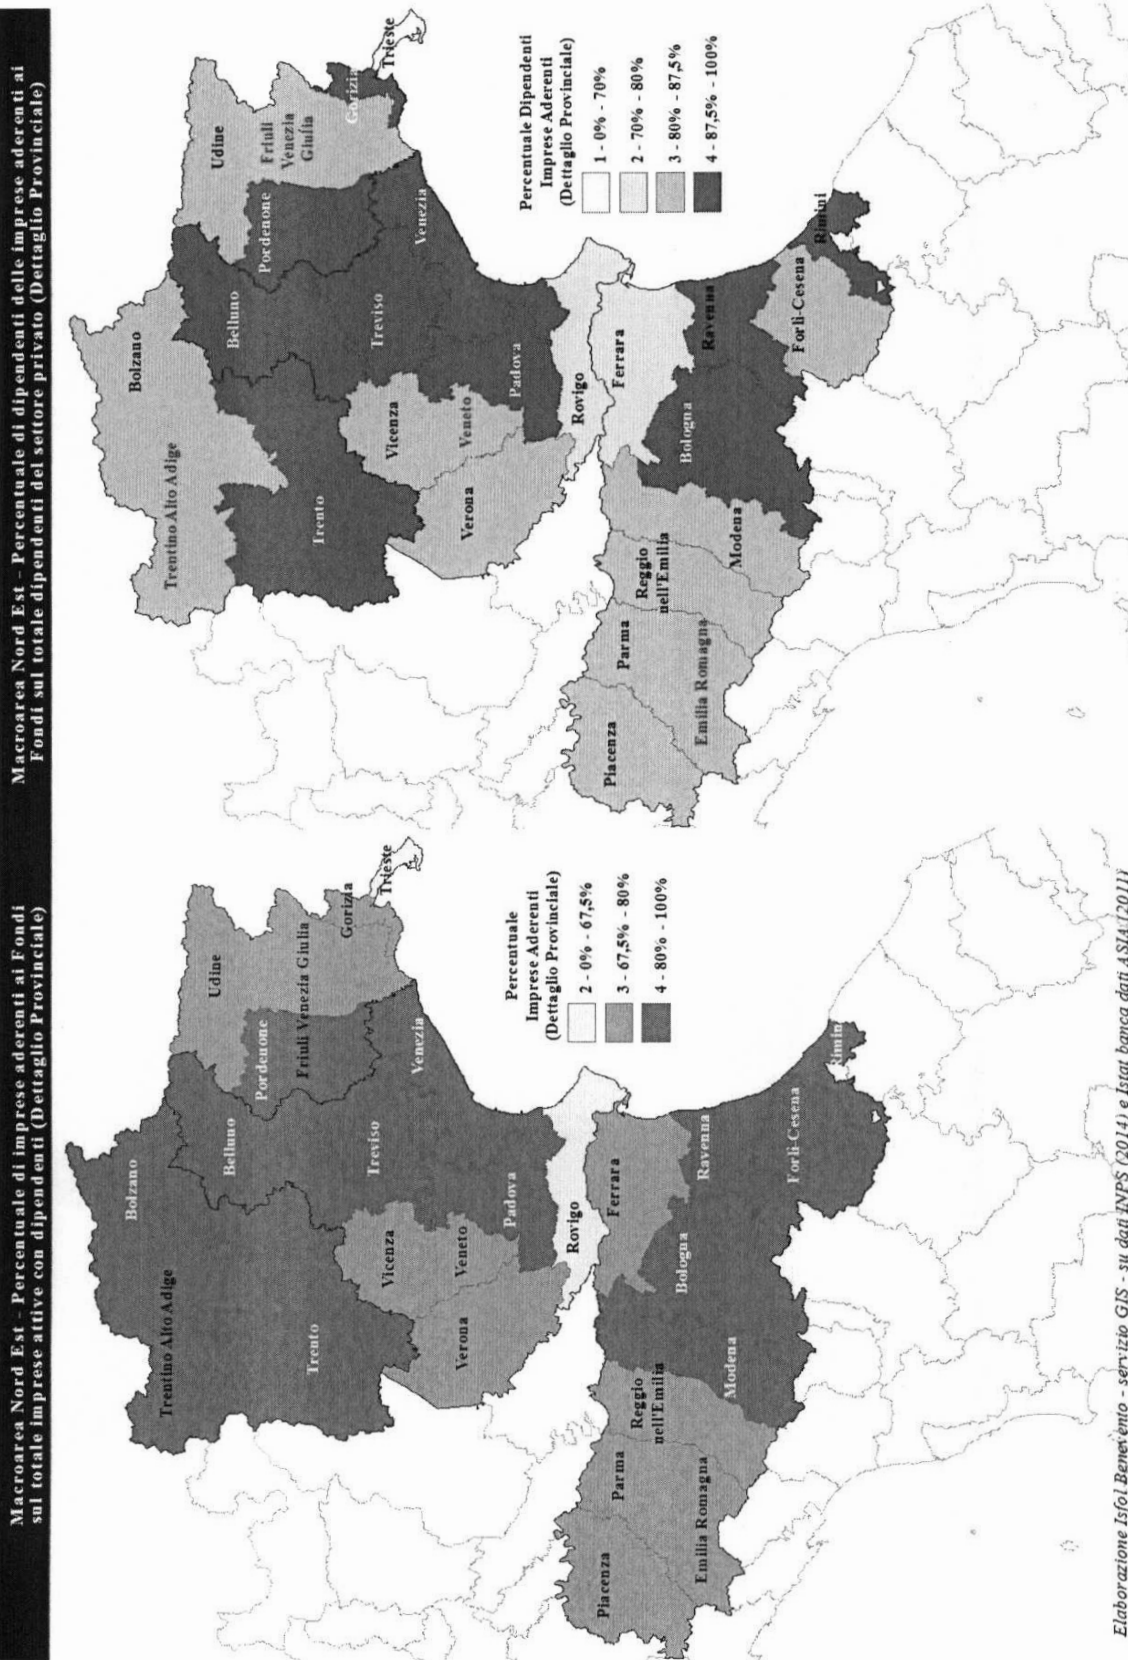 Macroarea Nord Est - Percentuale di imprese aderenti ai Fondi
sul totale imprese attive con dipendenti (Dettaglio Provinciale)
Bolzano
Trentino Alto Adige
Trento
Belluno
Udine
Pordenone
Friuli Venezia Giulia
Gorizia
Trieste
Treviso
Venezia
Vicenza
Veneto
Verona
Padova
Rovigo
Percentuale
Imprese Aderenti
(Dettaglio Provinciale)
2 - 0% - 67,5%
3 - 67,5% - 80%
4 - 80% - 100%
Piacenza
Parma
Reggio
nell'Emilia
Emilia Romagna
Modena
Ferrara
Bologna
Ravenna
Forlì-Cesena
Rimini
Macroarea Nord Est - Percentuale di dipendenti delle imprese aderenti ai
Fondi sul totale dipendenti del settore privato (Dettaglio Provinciale)
Bolzano
Trentino Alto Adige
Trento
Belluno
Udine
Pordenone
Friuli
Venezia
Giulia
Gorizia
Trieste
Treviso
Venezia
Vicenza
Veneto
Verona
Padova
Rovigo
Percentuale Dipendenti
Imprese Aderenti
(Dettaglio Provinciale)
1 - 0% - 70%
2 - 70% - 80%
3 - 80% - 87,5%
4 - 87,5% - 100%
Piacenza
Parma
Reggio
nell'Emilia
Emilia Romagna
Modena
Ferrara
Bologna
Ravenna
Forlì-Cesena
Rimini
Elaborazione Isfol Benevento - servizio GIS - su dati INPS (2014) e Istat banca dati ASIA (2011)